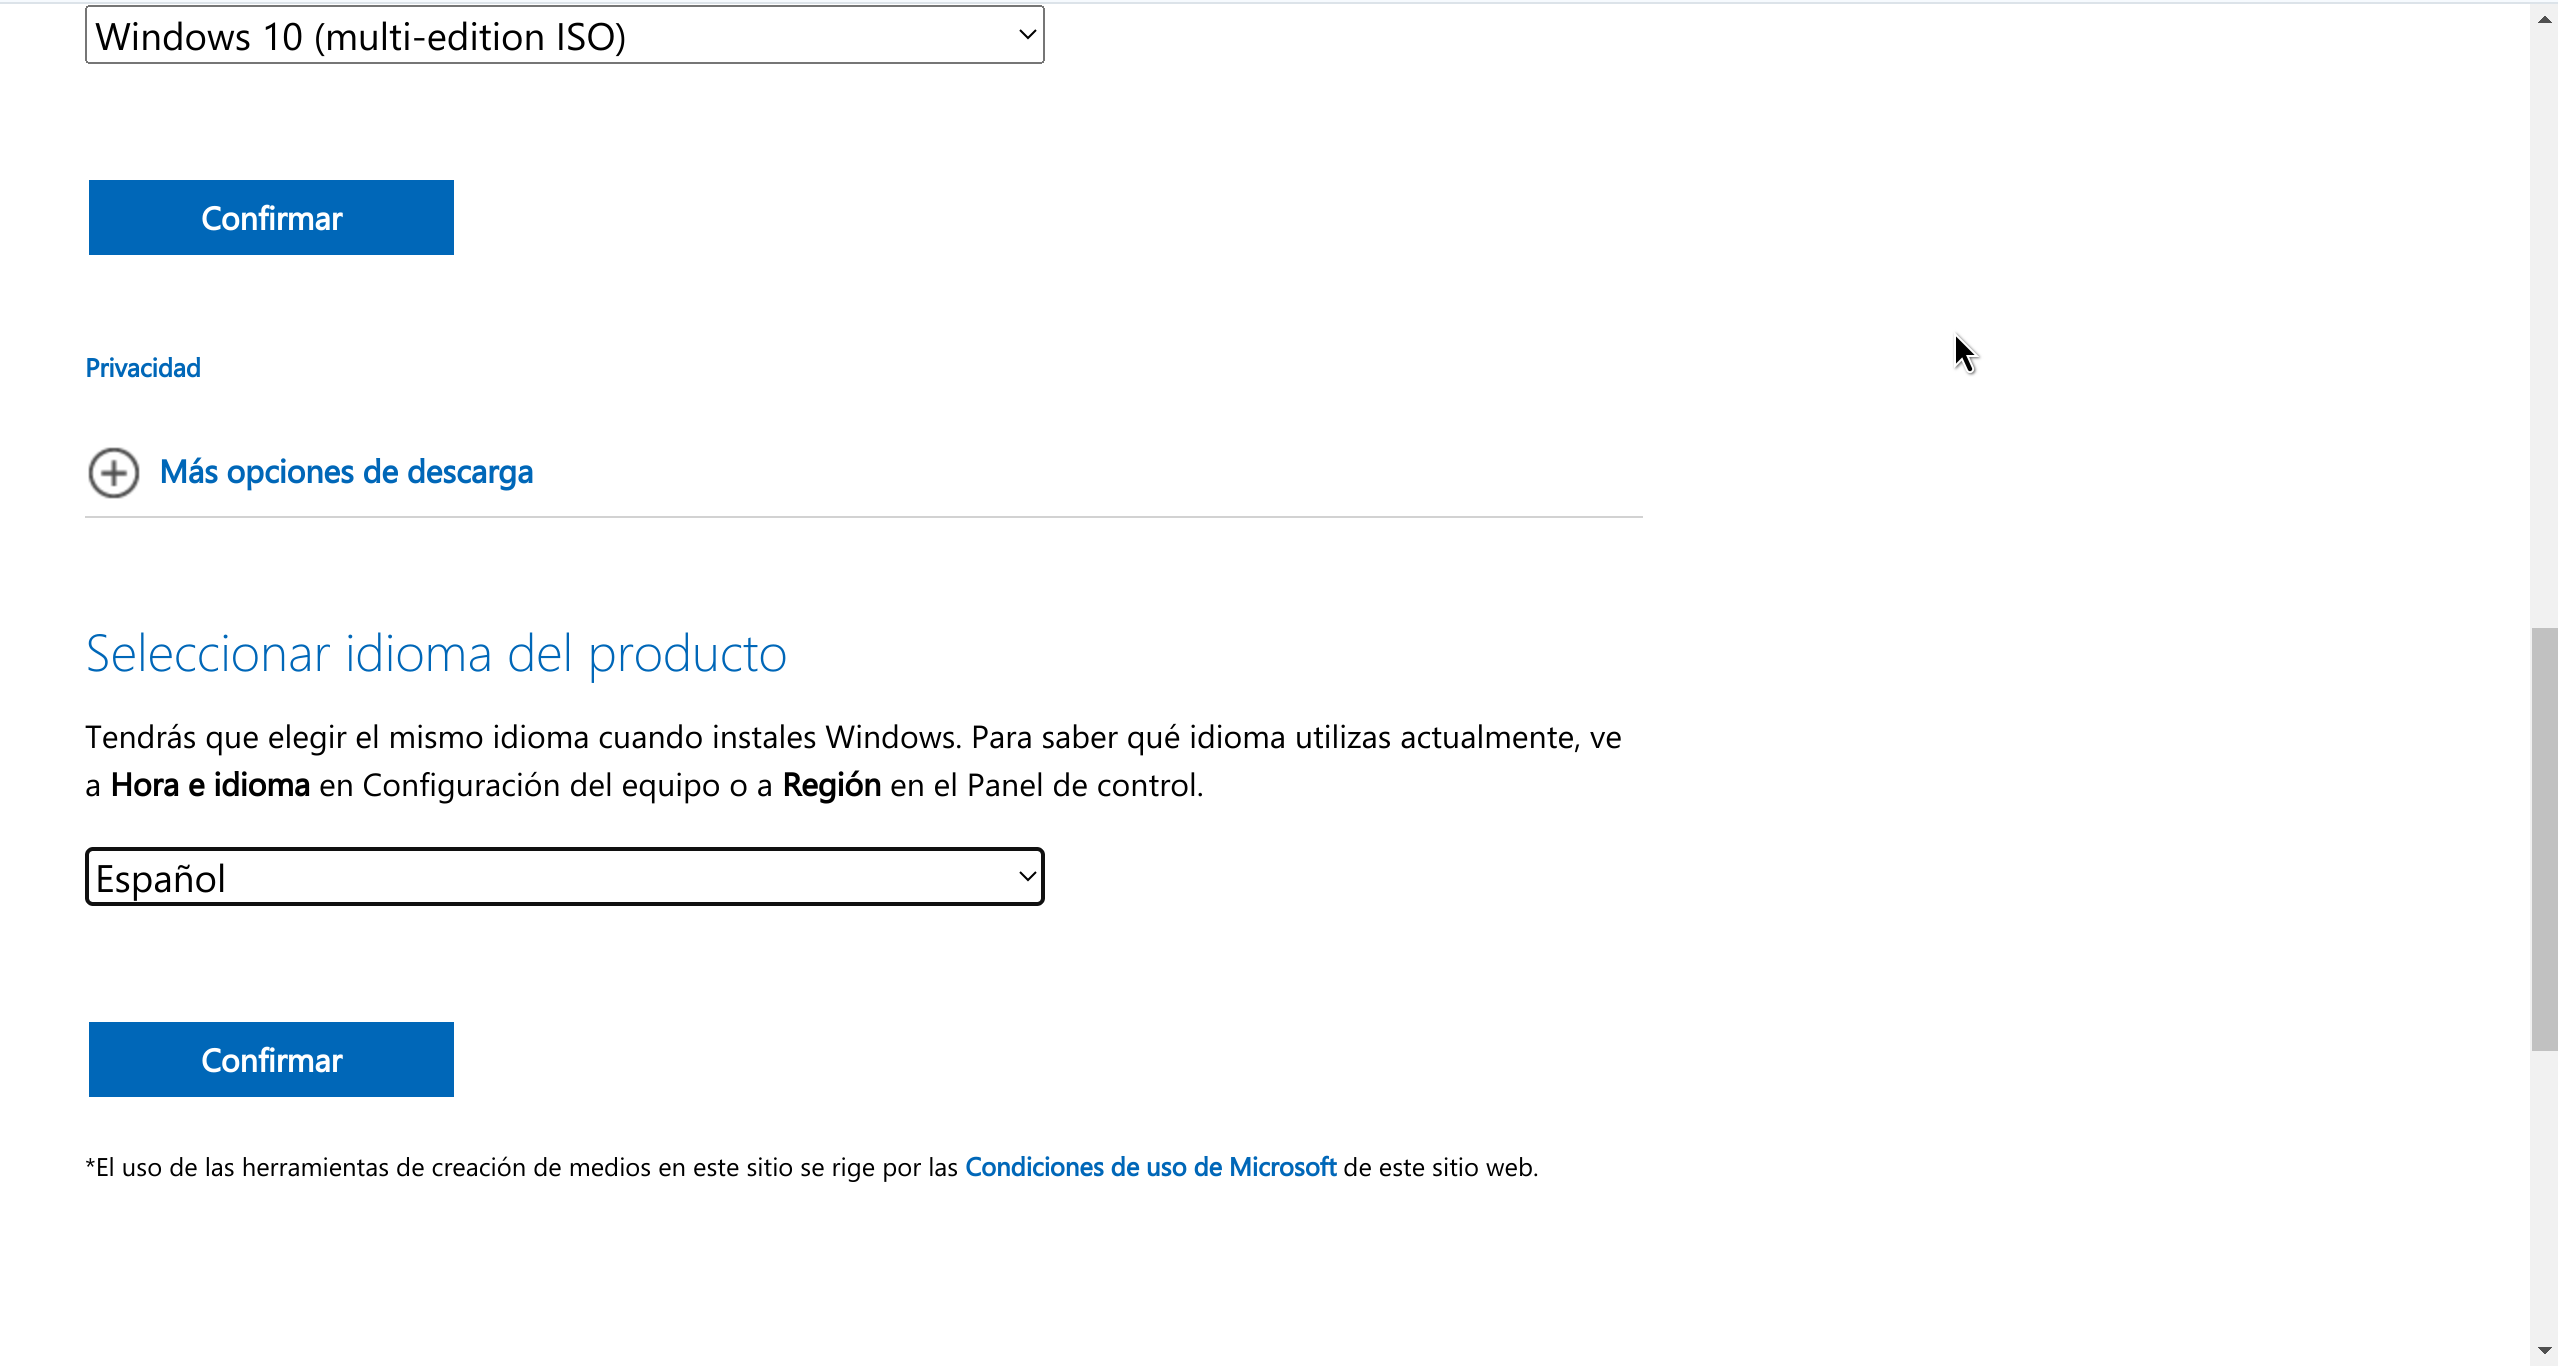 Windows 10 (multi-edition ISO)
Confirmar
Privacidad
Más opciones de descarga
Seleccionar idioma del producto
Tendrás que elegir el mismo idioma cuando instales Windows. Para saber qué idioma utilizas actualmente, ve
a Hora e idioma en Configuración del equipo o a Región en el Panel de control.
Español
Confirmar
*El uso de las herramientas de creación de medios en este sitio se rige por las Condiciones de uso de Microsoft de este sitio web.